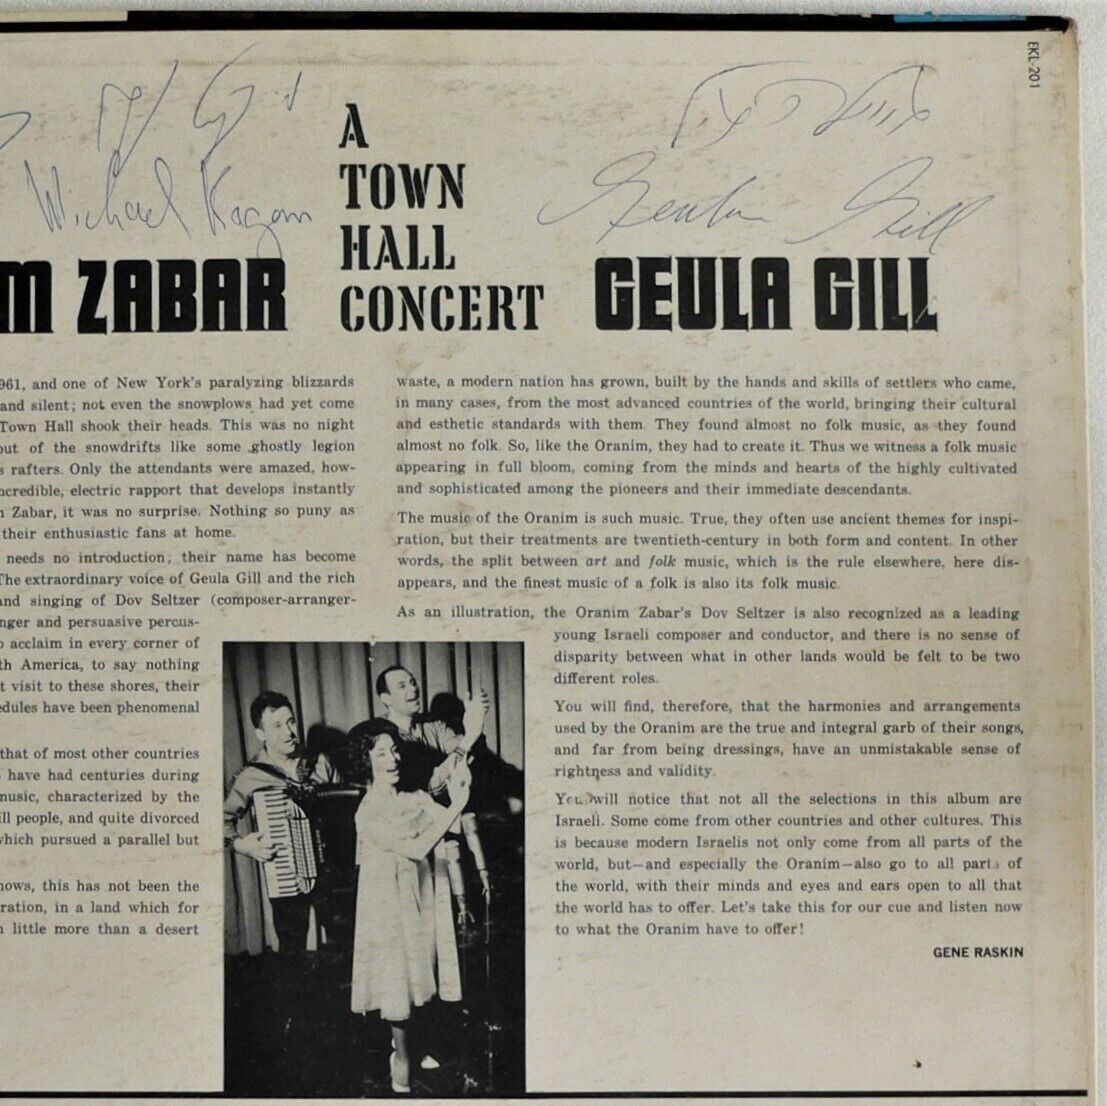 EKL-201
Michael Kagan
Geula Gill
A
TOWN
HALL
CONCERT
M ZABAR
GEULA GILL
961, and one of New York's paralyzing blizzards
and silent; not even the snowplows had yet come
Town Hall shook their heads. This was no night
out of the snowdrifts like some ghostly legion
s rafters. Only the attendants were amazed, how-
ncredible, electric rapport that develops instantly
n Zabar, it was no surprise. Nothing so puny as
their enthusiastic fans at home.
needs no introduction; their name has become
The extraordinary voice of Geula Gill and the rich
and singing of Dov Seltzer (composer-arranger-
nger and persuasive percus-
o acclaim in every corner of
th America, to say nothing
t visit to these shores, their
edules have been phenomenal
that of most other countries
s have had centuries during
music, characterized by the
ill people, and quite divorced
which pursued a parallel but
nows, this has not been the
ration, in a land which for
n little more than a desert
waste, a modern nation has grown, built by the hands and skills of settlers who came,
in many cases, from the most advanced countries of the world, bringing their cultural
and esthetic standards with them. They found almost no folk music, as they found
almost no folk. So, like the Oranim, they had to create it. Thus we witness a folk music
appearing in full bloom, coming from the minds and hearts of the highly cultivated
and sophisticated among the pioneers and their immediate descendants.
The music of the Oranim is such music. True, they often use ancient themes for inspi-
ration, but their treatments are twentieth-century in both form and content. In other
words, the split between art and folk music, which is the rule elsewhere, here dis-
appears, and the finest music of a folk is also its folk music.
As an illustration, the Oranim Zabar's Dov Seltzer is also recognized as a leading
young Israeli composer and conductor, and there is no sense of
disparity between what in other lands would be felt to be two
different roles.
You will find, therefore, that the harmonies and arrangements
used by the Oranim are the true and integral garb of their songs,
and far from being dressings, have an unmistakable sense of
rightness and validity.
You will notice that not all the selections in this album are
Israeli. Some come from other countries and other cultures. This
is because modern Israelis not only come from all parts of the
world, but—and especially the Oranim—also go to all parts of
the world, with their minds and eyes and ears open to all that
the world has to offer. Let's take this for our cue and listen now
to what the Oranim have to offer!
GENE RASKIN